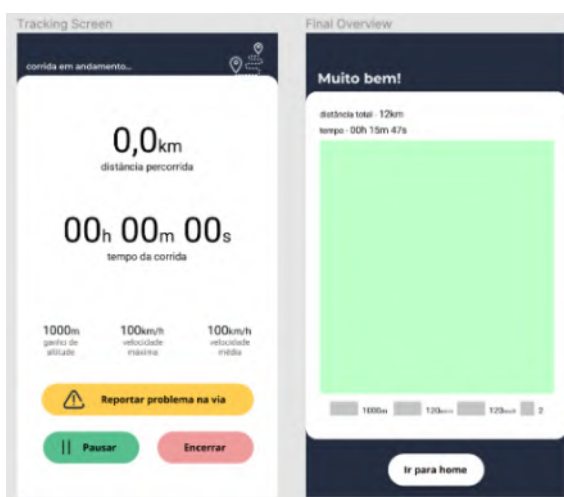 Tracking Screen
corrida em andamento...
0,0km
distância percorrida
00h 00m 00s
tempo da corrida
1000m 100km/h 100km/h
ganho de velocidade velocidade
altitude máxima média
Reportar problema na via
Pausar Encerrar
Final Overview
Muito bem!
distância total - 12km
tempo - 00h 15m 47s
1000m 120km/h 123km/h 2
Ir para home